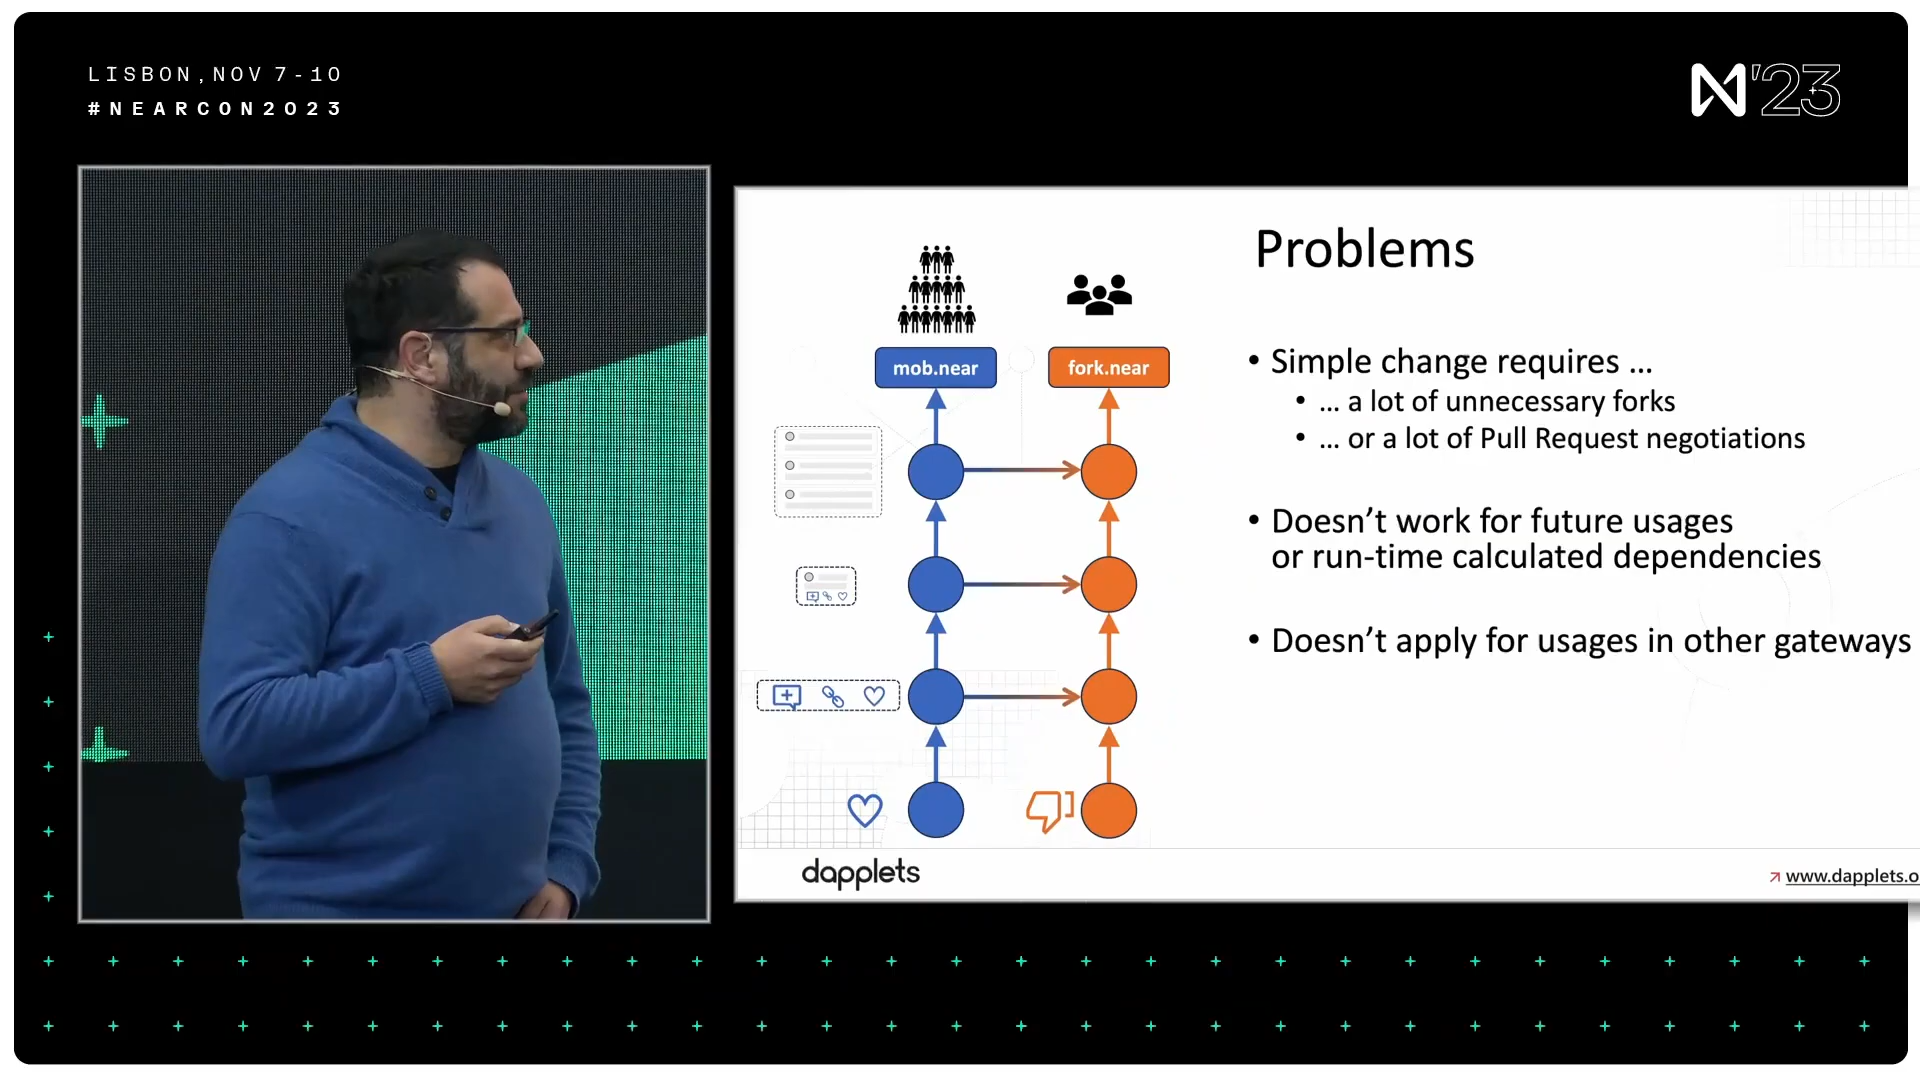 LISBON, NOV 7-10
#NEARCON2023
'23
Problems
mob.near
fork.near
• Simple change requires ...
• ... a lot of unnecessary forks
• ... or a lot of Pull Request negotiations
• Doesn't work for future usages
or run-time calculated dependencies
• Doesn't apply for usages in other gateways
dapplets
www.dapplets.o